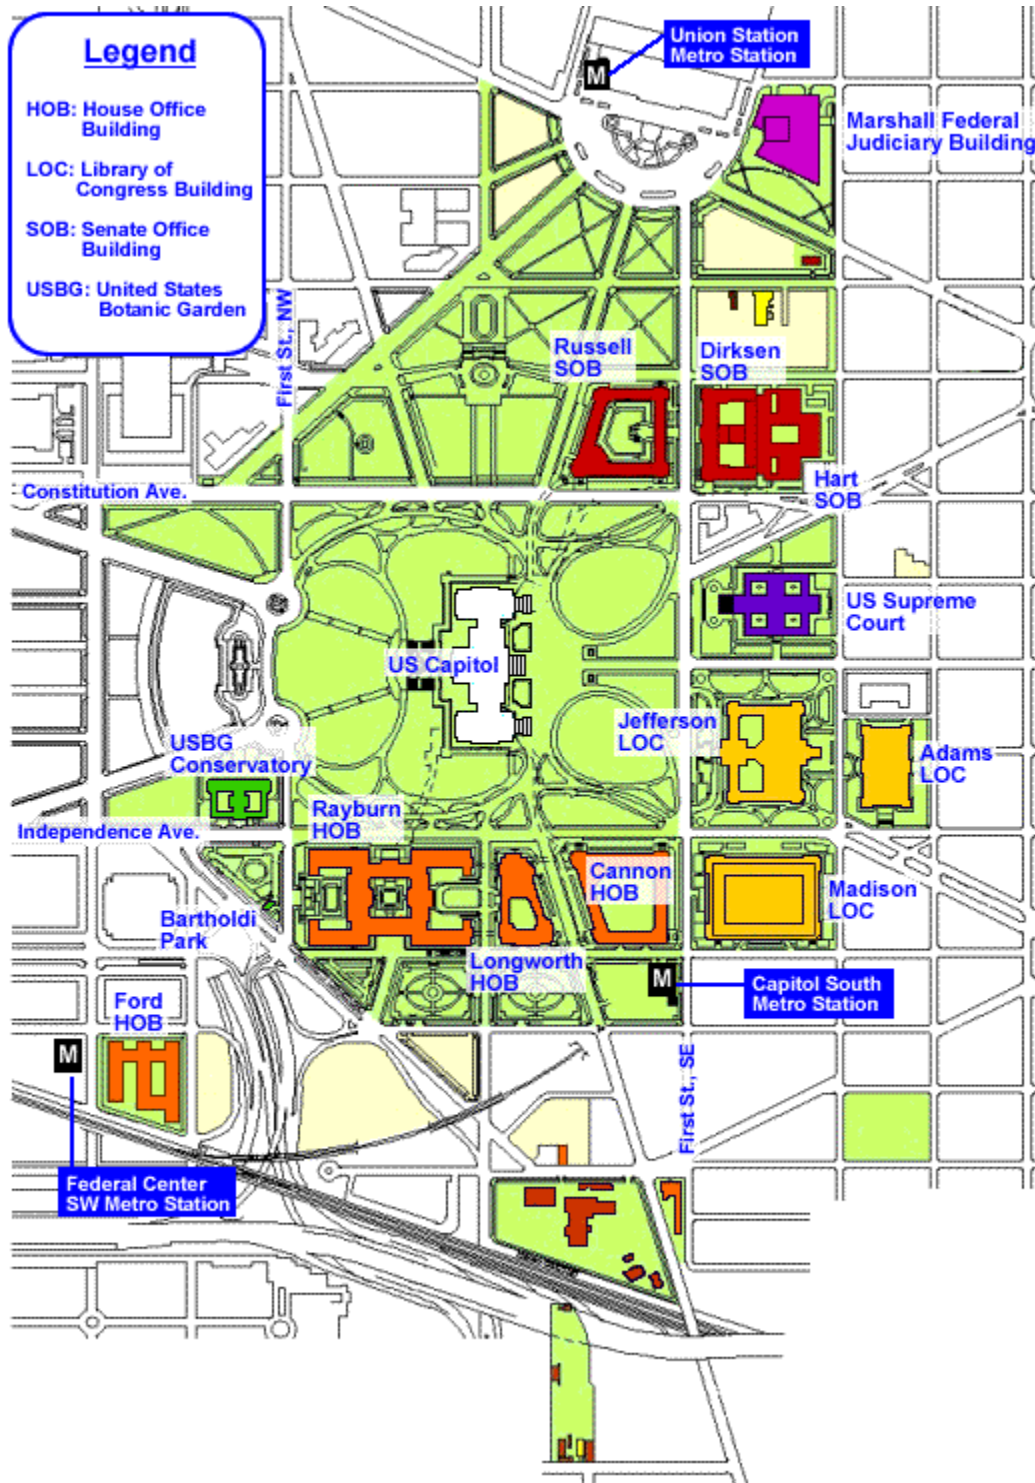 Legend
HOB: House Office
Building
LOC: Library of
Congress Building
SOB: Senate Office
Building
USBG: United States
Botanic Garden
Union Station
Metro Station
M
Marshall Federal
Judiciary Building
First St., NW
Russell
SOB
Dirksen
SOB
Hart
SOB
Constitution Ave.
US Supreme
Court
US Capitol
Jefferson
LOC
Adams
LOC
USBG
Conservatory
Rayburn
HOB
Independence Ave.
Cannon
HOB
Madison
LOC
Bartholdi
Park
Longworth
HOB
M
Capitol South
Metro Station
Ford
HOB
M
First St., SE
Federal Center
SW Metro Station